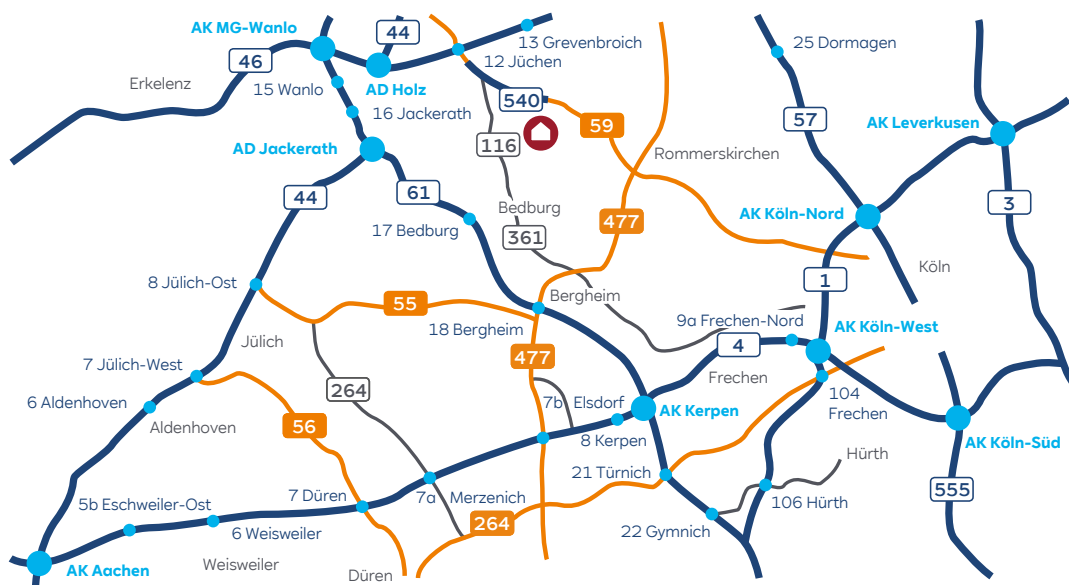 AK MG-Wanlo
44
13 Grevenbroich
25 Dormagen
12 Jüchen
46
Erkelenz
15 Wanlo
AD Holz
540
16 Jackerath
57
59
AK Leverkusen
116
AD Jackerath
Rommerskirchen
61
44
Bedburg
3
AK Köln-Nord
477
17 Bedburg
361
Köln
8 Jülich-Ost
1
Bergheim
55
9a Frechen-Nord
18 Bergheim
AK Köln-West
4
Jülich
477
7 Jülich-West
Frechen
264
7b
Elsdorf
104
Frechen
6 Aldenhoven
AK Kerpen
Aldenhoven
56
8 Kerpen
AK Köln-Süd
Hürth
21 Türnich
7a
Merzenich
7 Düren
5b Eschweiler-Ost
106 Hürth
555
264
22 Gymnich
6 Weisweiler
Weisweiler
AK Aachen
Düren